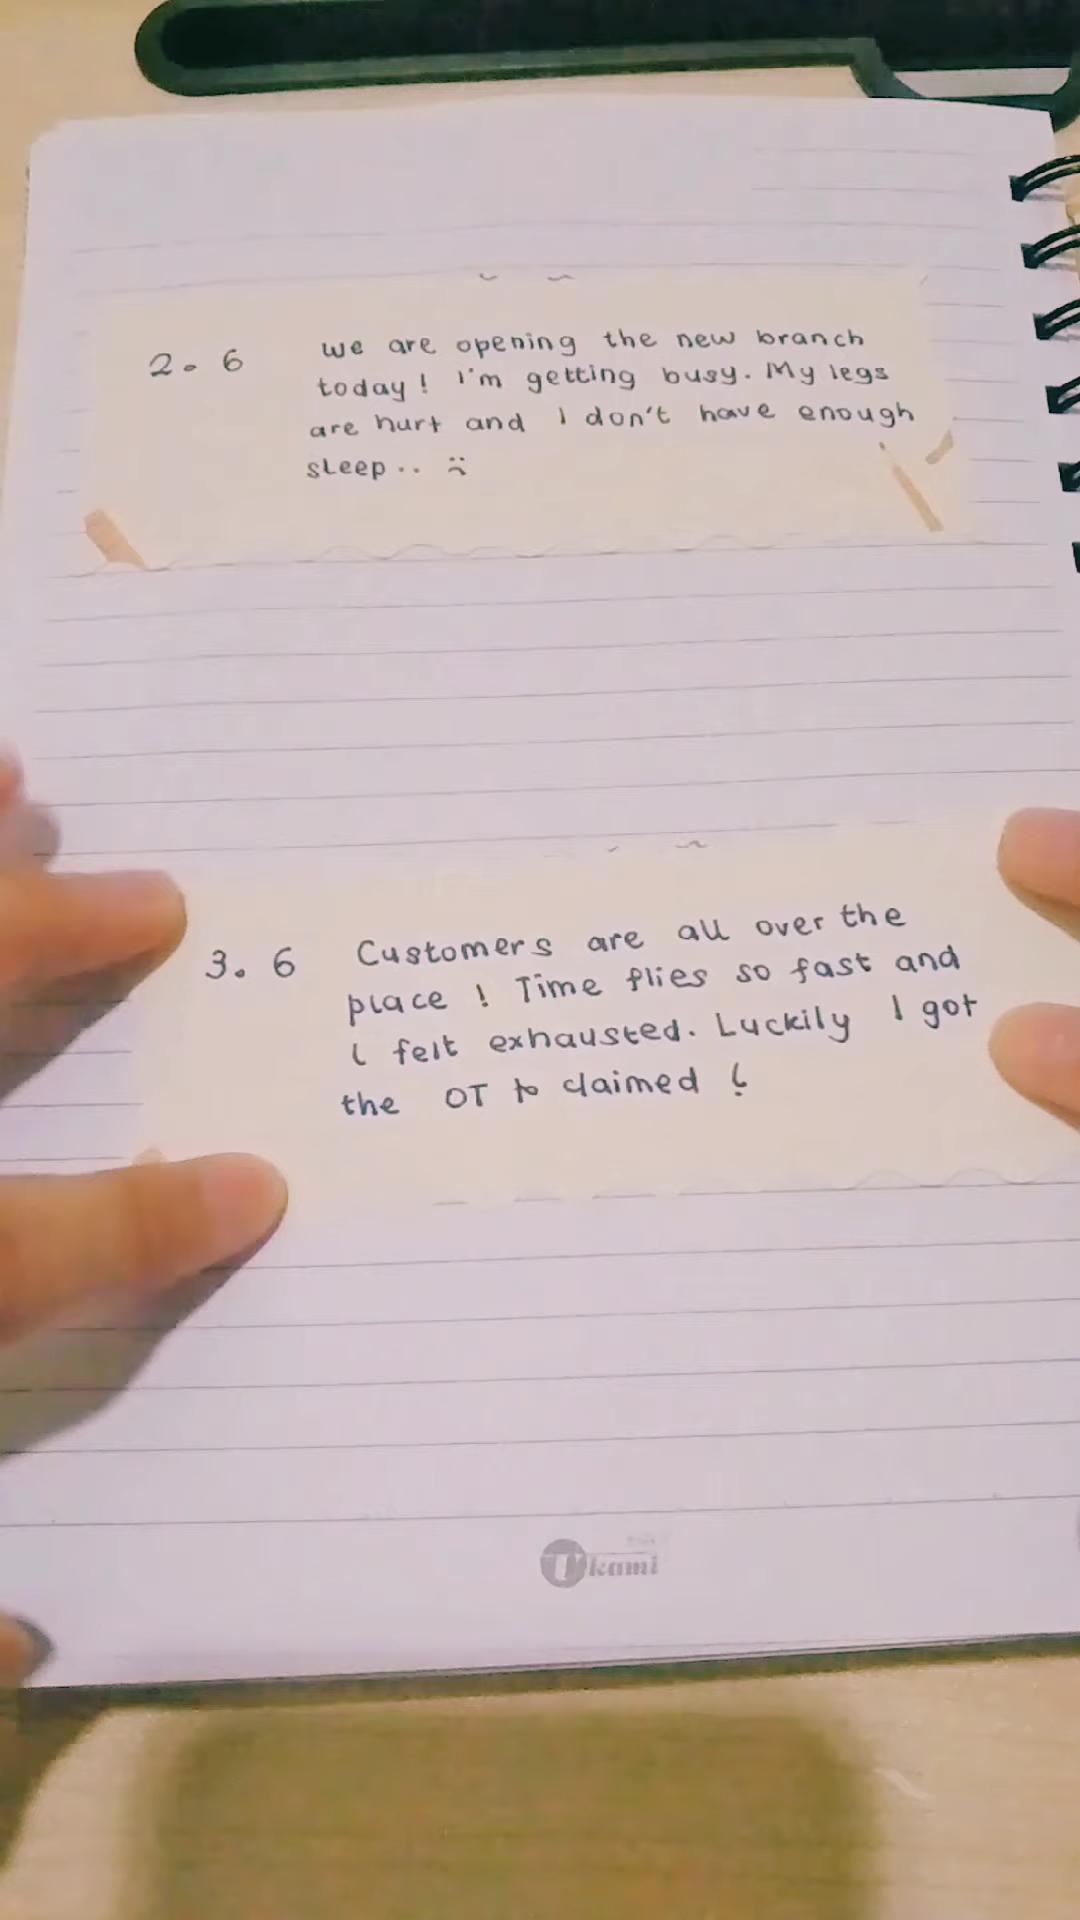 2. 6 we are opening the new branch
today! I'm getting busy. My legs
are hurt and I don't have enough
sleep.. :(
3. 6 Customers are all over the
place ! Time flies so fast and
I felt exhausted. Luckily I got
the OT to claimed !
Ukami